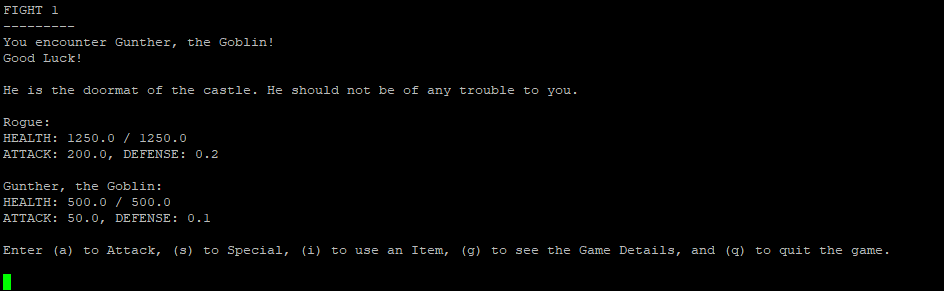 FIGHT 1
---------
You encounter Gunther, the Goblin!
Good Luck!
He is the doormat of the castle. He should not be of any trouble to you.
Rogue:
HEALTH: 1250.0 / 1250.0
ATTACK: 200.0, DEFENSE: 0.2
Gunther, the Goblin:
HEALTH: 500.0 / 500.0
ATTACK: 50.0, DEFENSE: 0.1
Enter (a) to Attack, (s) to Special, (i) to use an Item, (g) to see the Game Details, and (q) to quit the game.